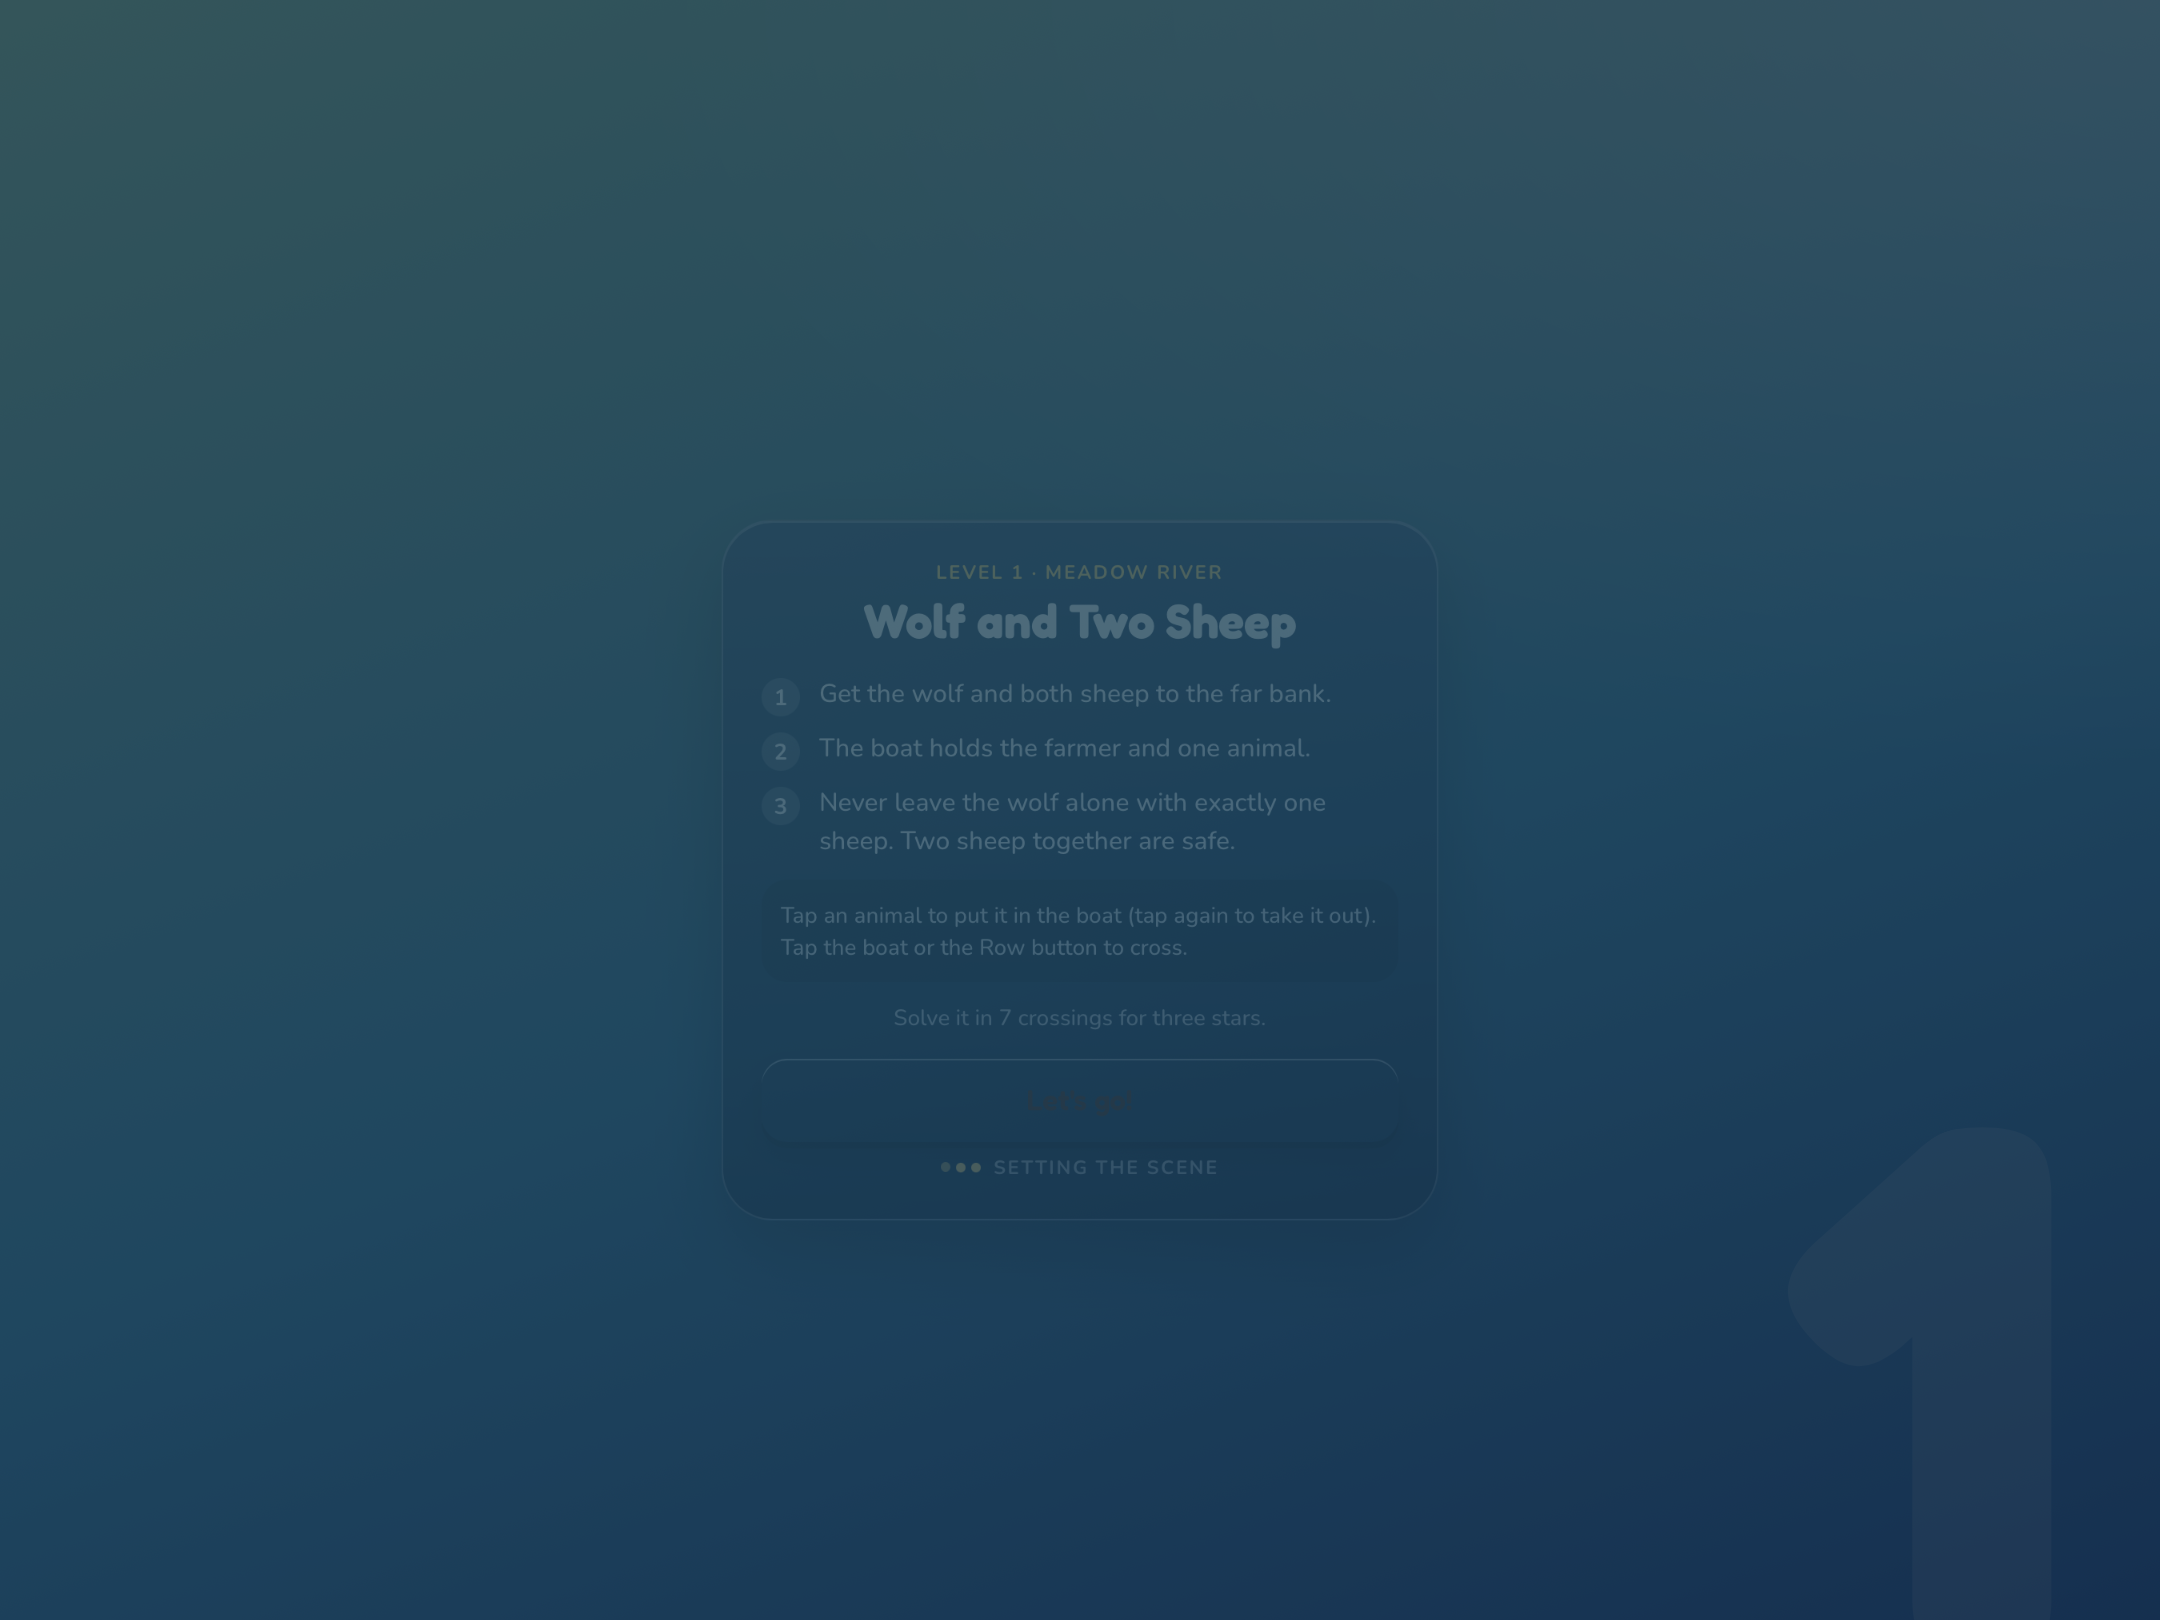 LEVEL 1 · MEADOW RIVER
Wolf and Two Sheep
1 Get the wolf and both sheep to the far bank.
2 The boat holds the farmer and one animal.
3 Never leave the wolf alone with exactly one
sheep. Two sheep together are safe.
Tap an animal to put it in the boat (tap again to take it out).
Tap the boat or the Row button to cross.
Solve it in 7 crossings for three stars.
Let's go!
SETTING THE SCENE
1